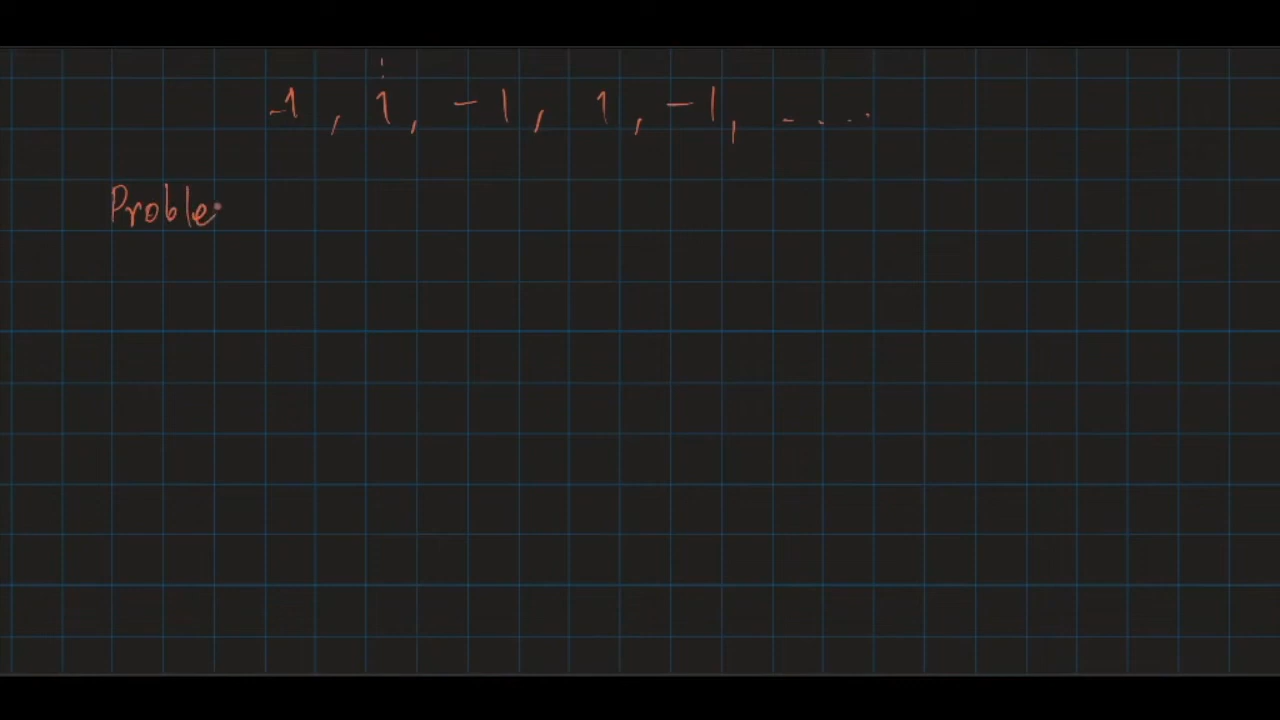 -1 , 1 , -1 , 1 , -1 , ....
Proble